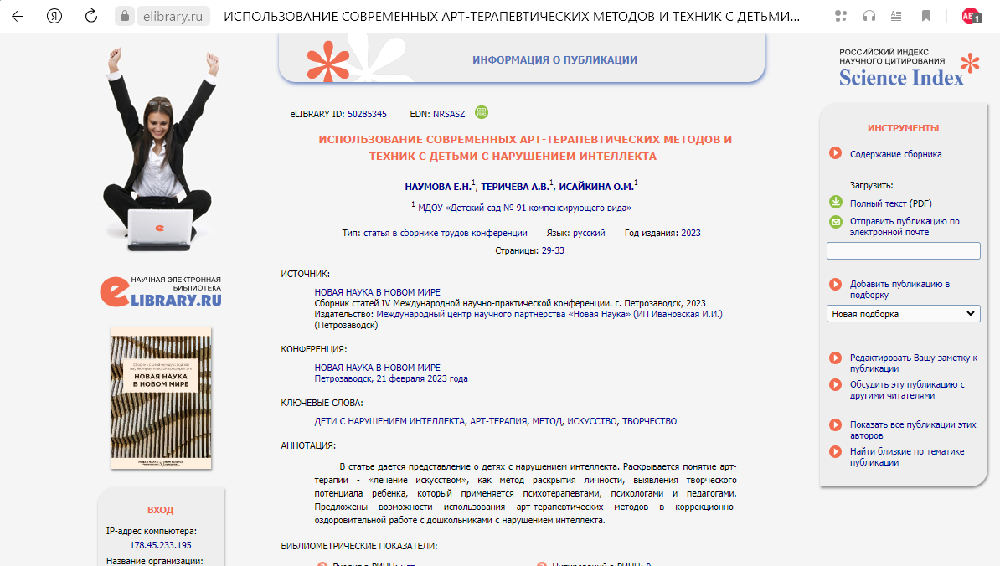 elibrary.ru
ИСПОЛЬЗОВАНИЕ СОВРЕМЕННЫХ АРТ-ТЕРАПЕВТИЧЕСКИХ МЕТОДОВ И ТЕХНИК С ДЕТЬМИ...
1
НАУЧНАЯ ЭЛЕКТРОННАЯ
БИБЛИОТЕКА
eLIBRARY.RU
НОВАЯ НАУКА
В НОВОМ МИРЕ
ВХОД
IP-адрес компьютера:
178.45.233.195
Название организации:
ИНФОРМАЦИЯ О ПУБЛИКАЦИИ
eLIBRARY ID: 50285345 EDN: NRSASZ
ИСПОЛЬЗОВАНИЕ СОВРЕМЕННЫХ АРТ-ТЕРАПЕВТИЧЕСКИХ МЕТОДОВ И
ТЕХНИК С ДЕТЬМИ С НАРУШЕНИЕМ ИНТЕЛЛЕКТА
НАУМОВА Е.Н.1, ТЕРИЧЕВА А.В.1, ИСАЙКИНА О.М.1
1 МДОУ «Детский сад № 91 компенсирующего вида»
Тип: статья в сборнике трудов конференции Язык: русский Год издания: 2023
Страницы: 29-33
ИСТОЧНИК:
НОВАЯ НАУКА В НОВОМ МИРЕ
Сборник статей IV Международной научно-практической конференции. г. Петрозаводск, 2023
Издательство: Международный центр научного партнерства «Новая Наука» (ИП Ивановская И.И.)
(Петрозаводск)
КОНФЕРЕНЦИЯ:
НОВАЯ НАУКА В НОВОМ МИРЕ
Петрозаводск, 21 февраля 2023 года
КЛЮЧЕВЫЕ СЛОВА:
ДЕТИ С НАРУШЕНИЕМ ИНТЕЛЛЕКТА, АРТ-ТЕРАПИЯ, МЕТОД, ИСКУССТВО, ТВОРЧЕСТВО
АННОТАЦИЯ:
В статье дается представление о детях с нарушением интеллекта. Раскрывается понятие арт-
терапии - «лечение искусством», как метод раскрытия личности, выявления творческого
потенциала ребенка, который применяется психотерапевтами, психологами и педагогами.
Предложены возможности использования арт-терапевтических методов в коррекционно-
оздоровительной работе с дошкольниками с нарушением интеллекта.
БИБЛИОМЕТРИЧЕСКИЕ ПОКАЗАТЕЛИ:
РОССИЙСКИЙ ИНДЕКС
НАУЧНОГО ЦИТИРОВАНИЯ
Science Index
ИНСТРУМЕНТЫ
Содержание сборника
Загрузить:
Полный текст (PDF)
Отправить публикацию по
электронной почте
Добавить публикацию в
подборку
Новая подборка
Редактировать Вашу заметку к
публикации
Обсудить эту публикацию с
другими читателями
Показать все публикации этих
авторов
Найти близкие по тематике
публикации